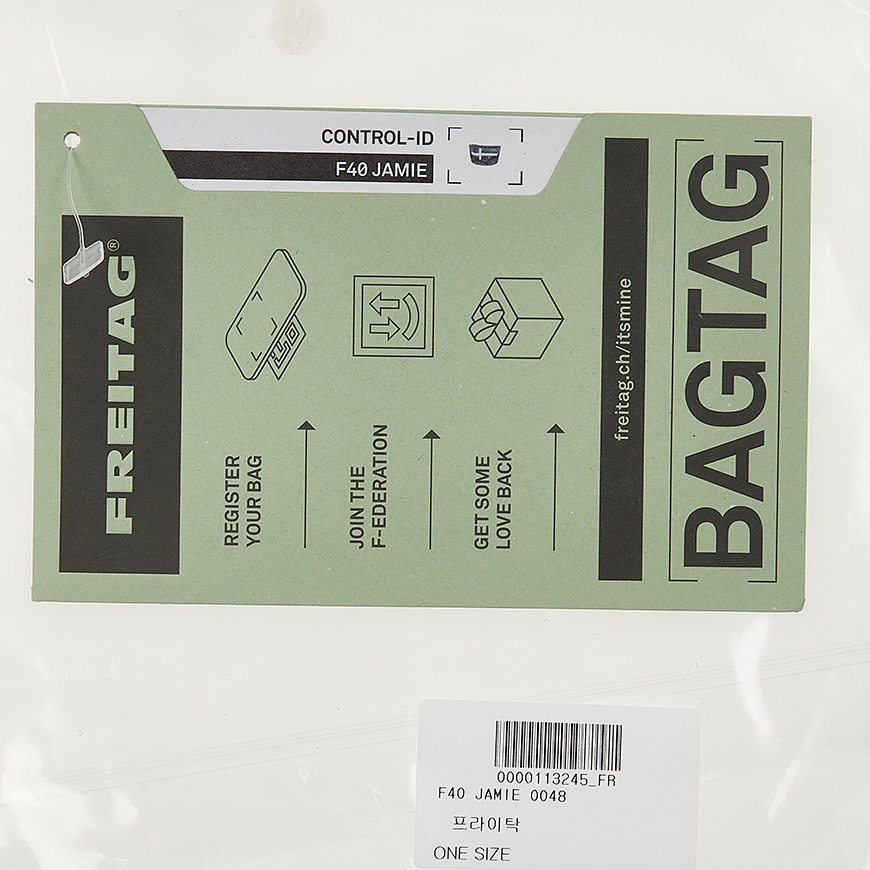 CONTROL-ID
F40 JAMIE
FREITAG®
REGISTER
YOUR BAG
JOIN THE
F-EDERATION
GET SOME
LOVE BACK
freitag.ch/itsmine
BAGTAG
0000113245_FR
F40 JAMIE 0048
프라이탁
ONE SIZE